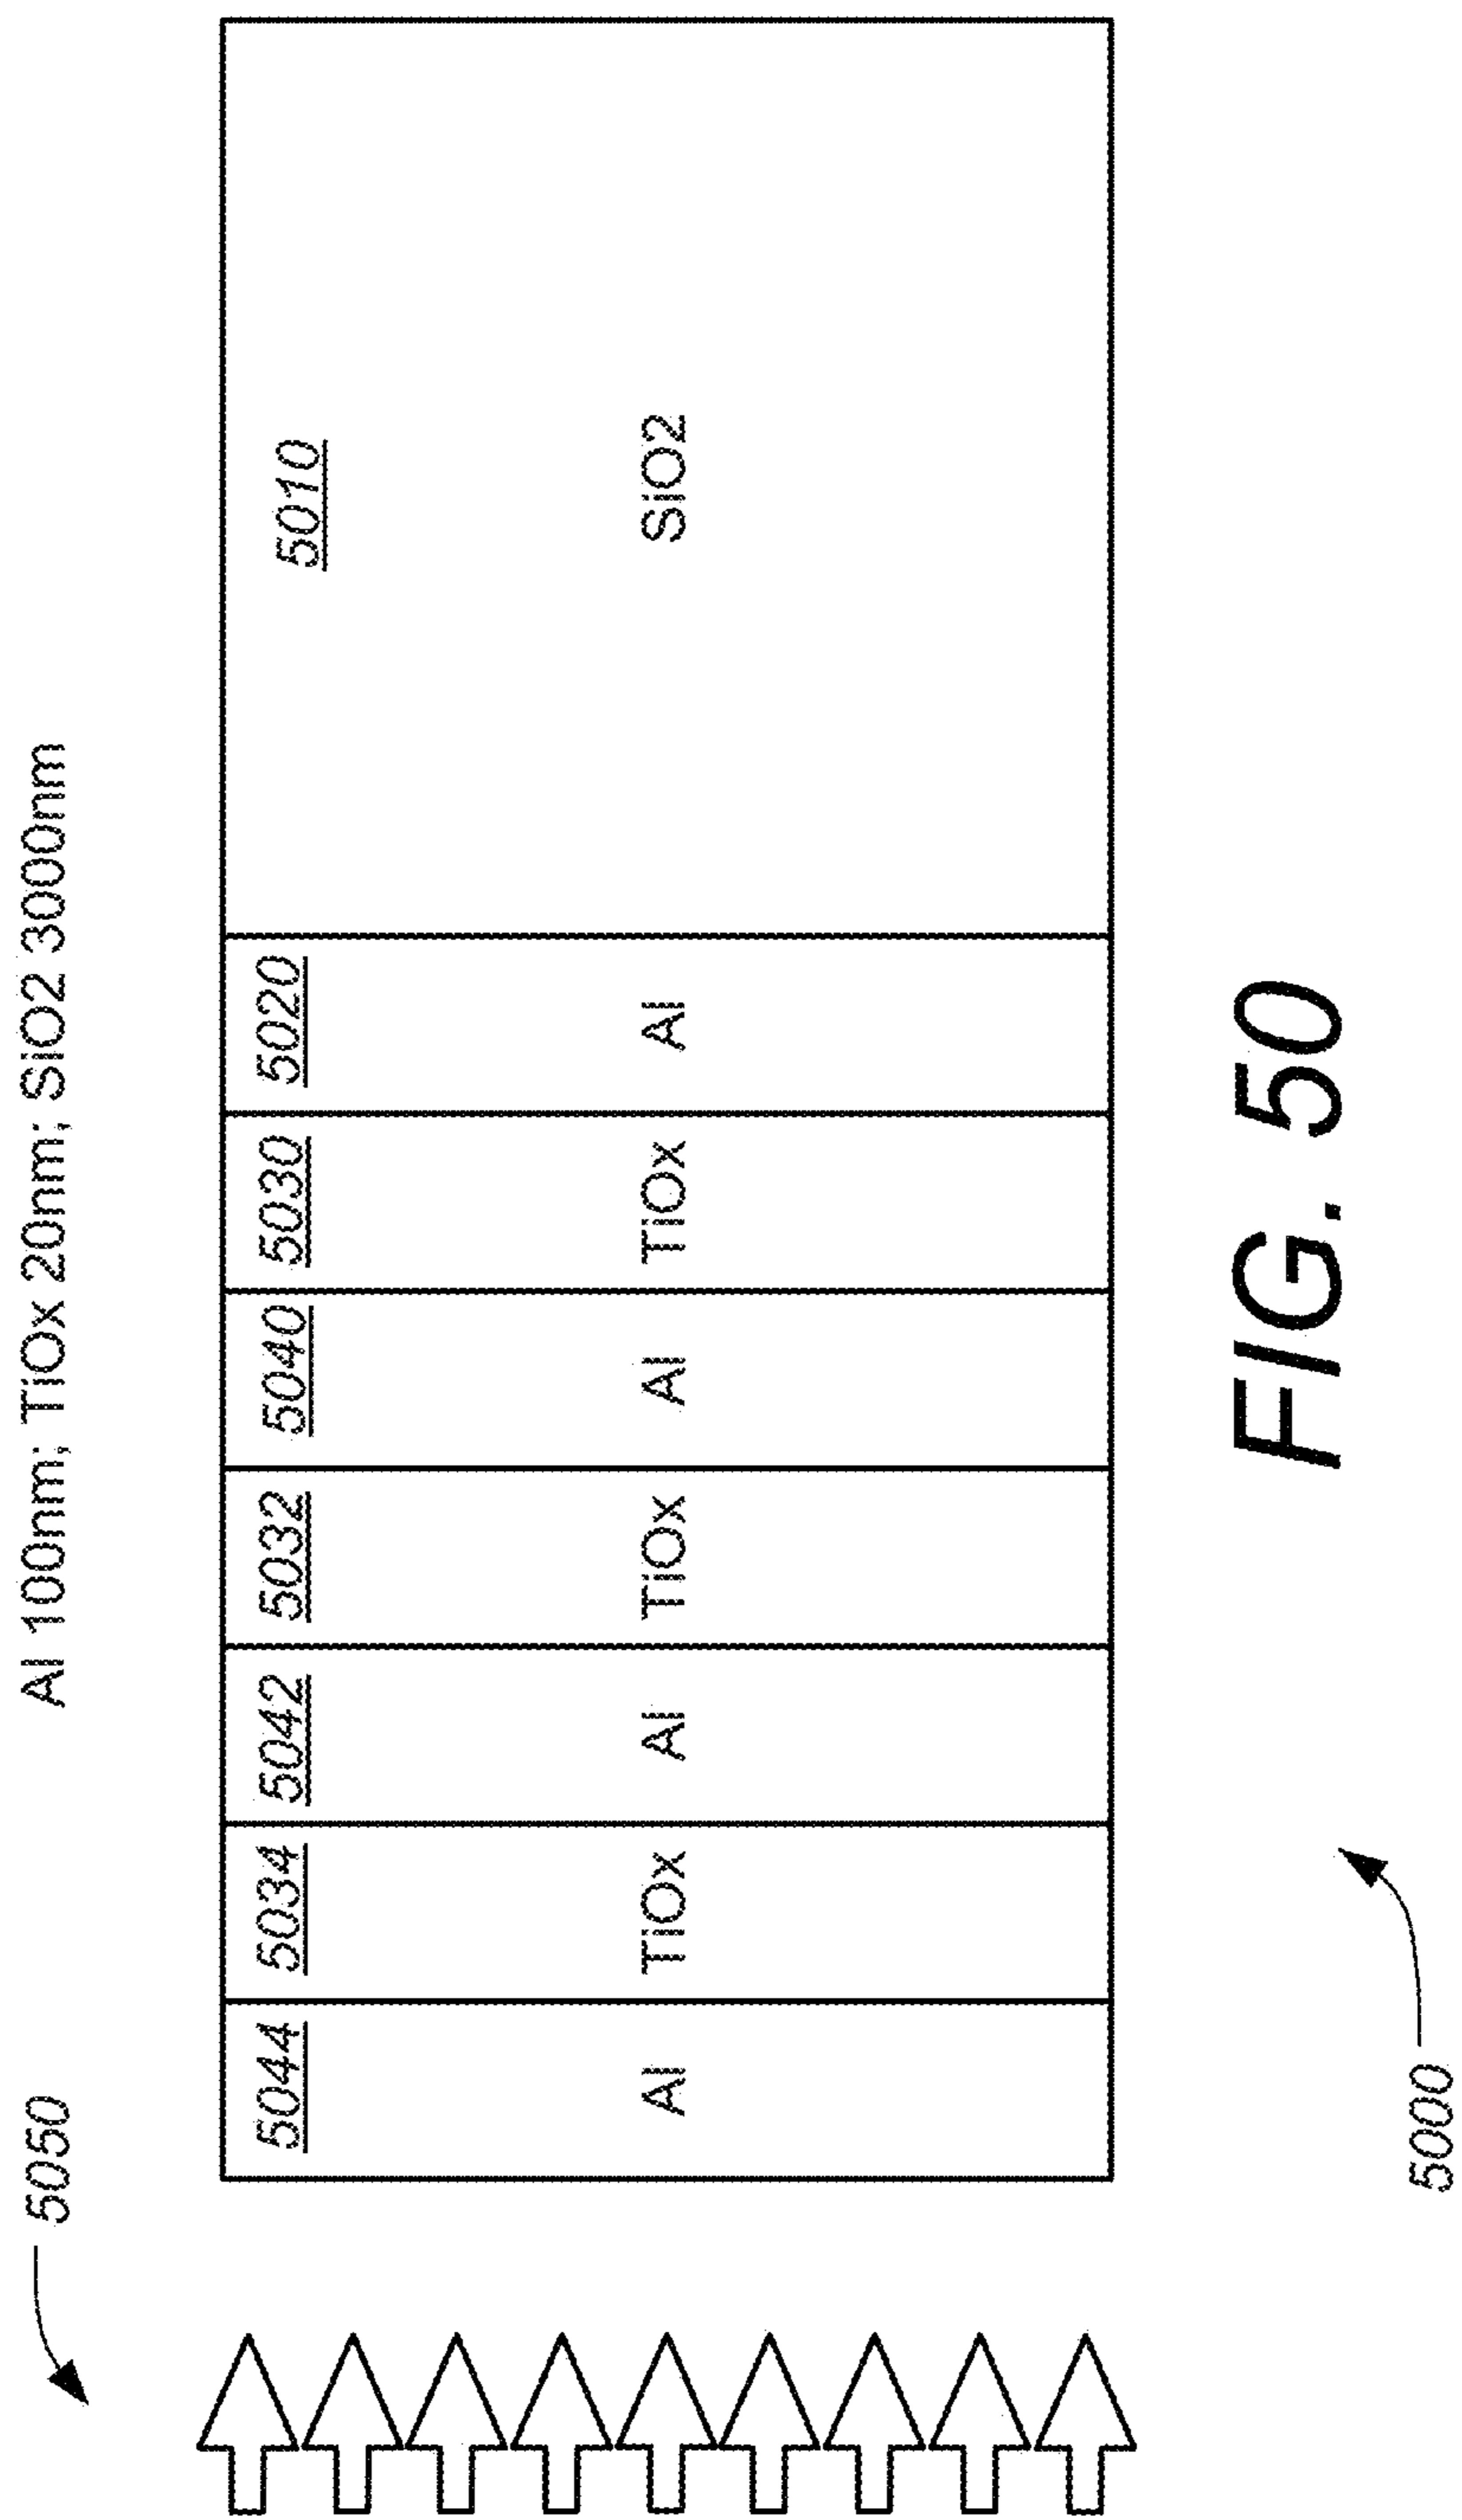 5050
Al 100nm; TiOx 20nm; SiO2 3000nm
5044
5034
5042
5032
5040
5030
5020
5010
Al
TiOx
Al
TiOx
Al
TiOx
Al
SiO2
5000
FIG. 50